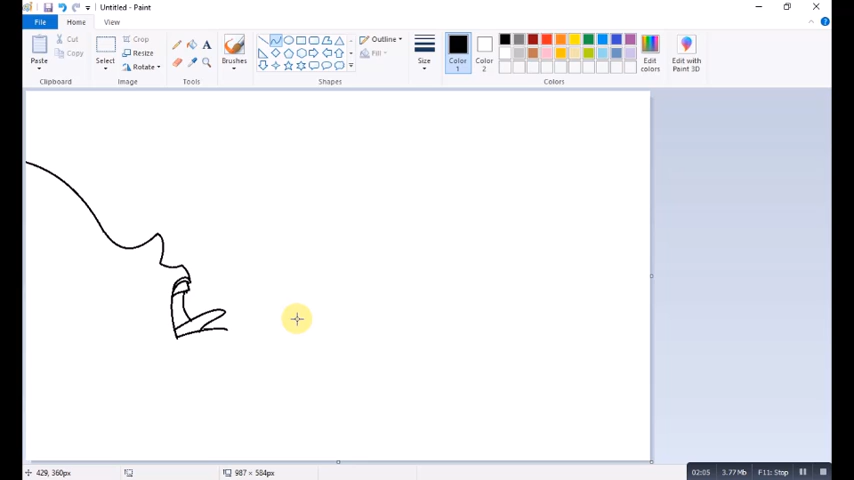 Untitled - Paint
File Home View
Paste
Cut
Copy
Clipboard
Select
Crop
Resize
Rotate
Image
A
Tools
Brushes
Outline
Fill
Shapes
Size
Color 1
Color 2
Edit colors
Colors
Edit with Paint 3D
429, 360px
987 × 584px
02:05 3.77Mb F11: Stop